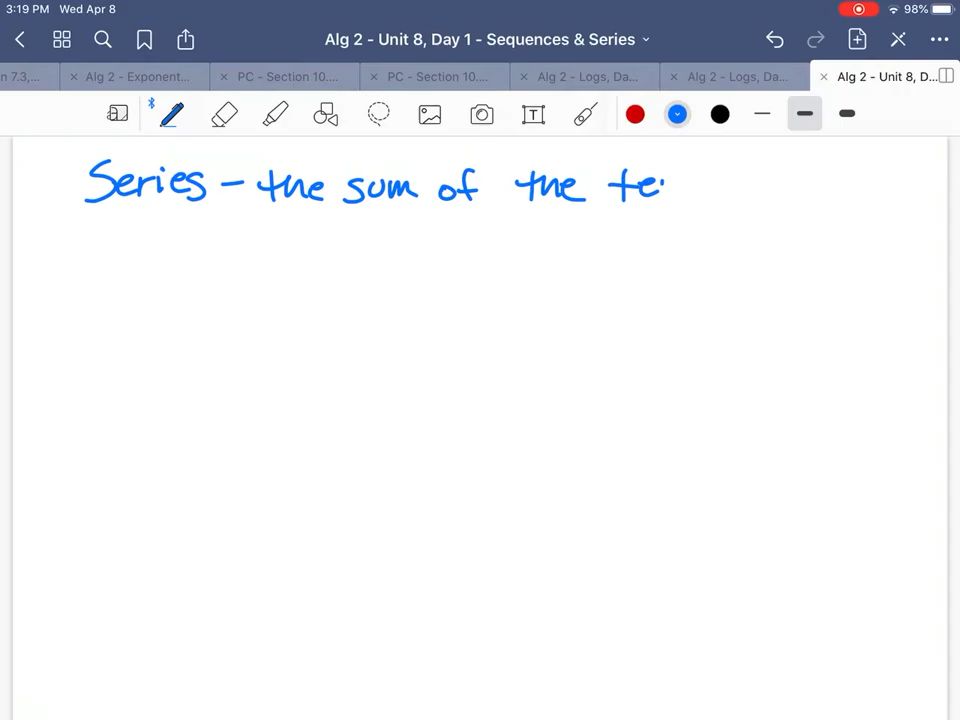 3:19 PM Wed Apr 8 98%
Alg 2 - Unit 8, Day 1 - Sequences & Series
n 7.3,... Alg 2 - Exponent... PC - Section 10.... PC - Section 10.... Alg 2 - Logs, Da... Alg 2 - Logs, Da... Alg 2 - Unit 8, D...
T
Series – the sum of the te